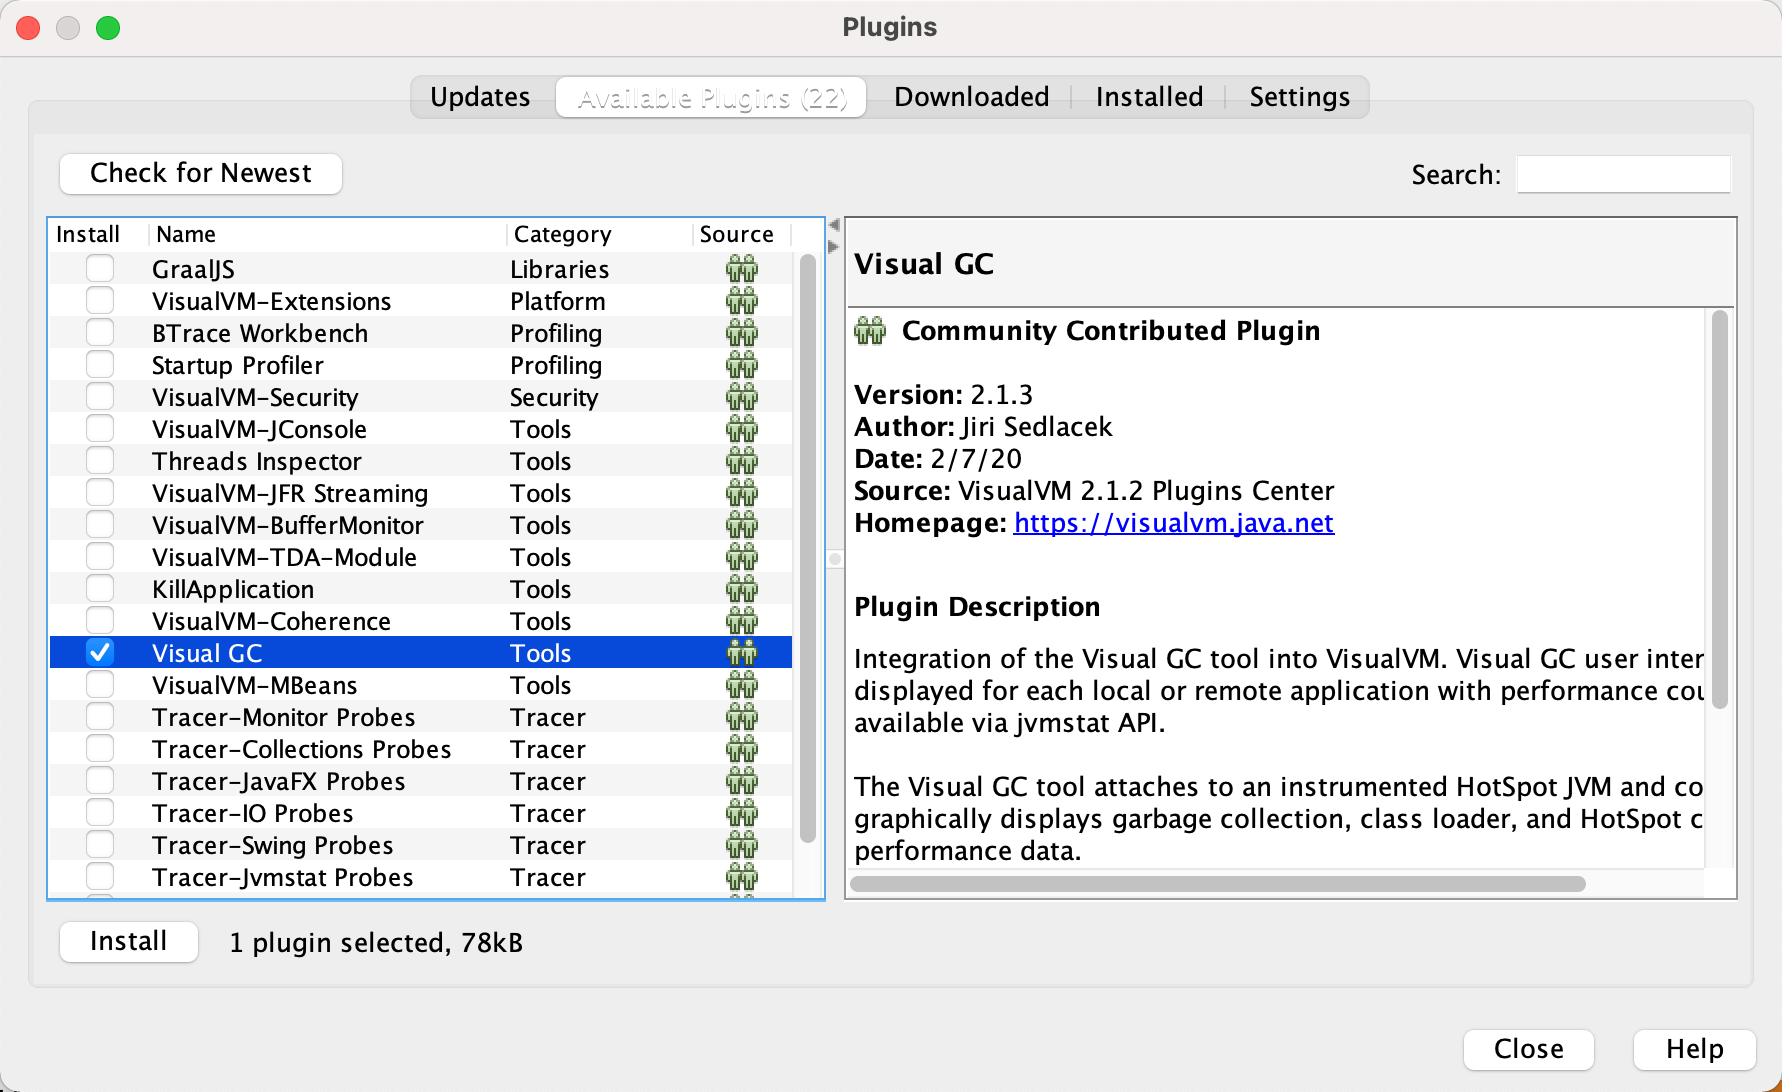 Plugins
Updates Available Plugins (22) Downloaded Installed Settings
Check for Newest
Search:
Install Name Category Source
GraalJS Libraries
VisualVM-Extensions Platform
BTrace Workbench Profiling
Startup Profiler Profiling
VisualVM-Security Security
VisualVM-JConsole Tools
Threads Inspector Tools
VisualVM-JFR Streaming Tools
VisualVM-BufferMonitor Tools
VisualVM-TDA-Module Tools
KillApplication Tools
VisualVM-Coherence Tools
Visual GC Tools
VisualVM-MBeans Tools
Tracer-Monitor Probes Tracer
Tracer-Collections Probes Tracer
Tracer-JavaFX Probes Tracer
Tracer-IO Probes Tracer
Tracer-Swing Probes Tracer
Tracer-Jvmstat Probes Tracer
Visual GC
Community Contributed Plugin
Version: 2.1.3
Author: Jiri Sedlacek
Date: 2/7/20
Source: VisualVM 2.1.2 Plugins Center
Homepage: https://visualvm.java.net
Plugin Description
Integration of the Visual GC tool into VisualVM. Visual GC user inter
displayed for each local or remote application with performance cou
available via jvmstat API.
The Visual GC tool attaches to an instrumented HotSpot JVM and co
graphically displays garbage collection, class loader, and HotSpot c
performance data.
Install 1 plugin selected, 78kB
Close Help